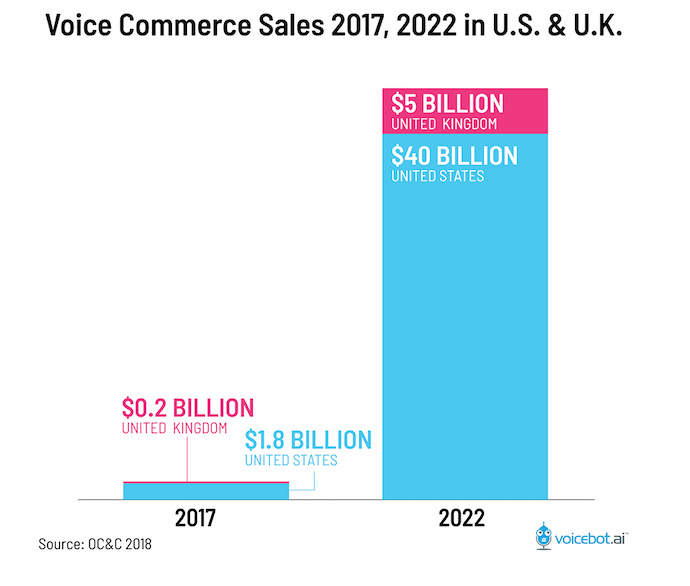 Voice Commerce Sales 2017, 2022 in U.S. & U.K.
$5 BILLION
UNITED KINGDOM
$40 BILLION
UNITED STATES
$0.2 BILLION
UNITED KINGDOM
$1.8 BILLION
UNITED STATES
2017
2022
Source: OC&C 2018
voicebot.ai